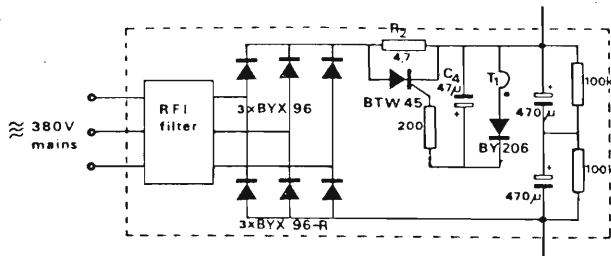 R2
4,7
3xBYX 96
RFI
filter
BTW 45
C4
47µ
+
T1
+
470µ
100k
380V
mains
200
BY 206
+
470µ
100k
3xBYX 96-R